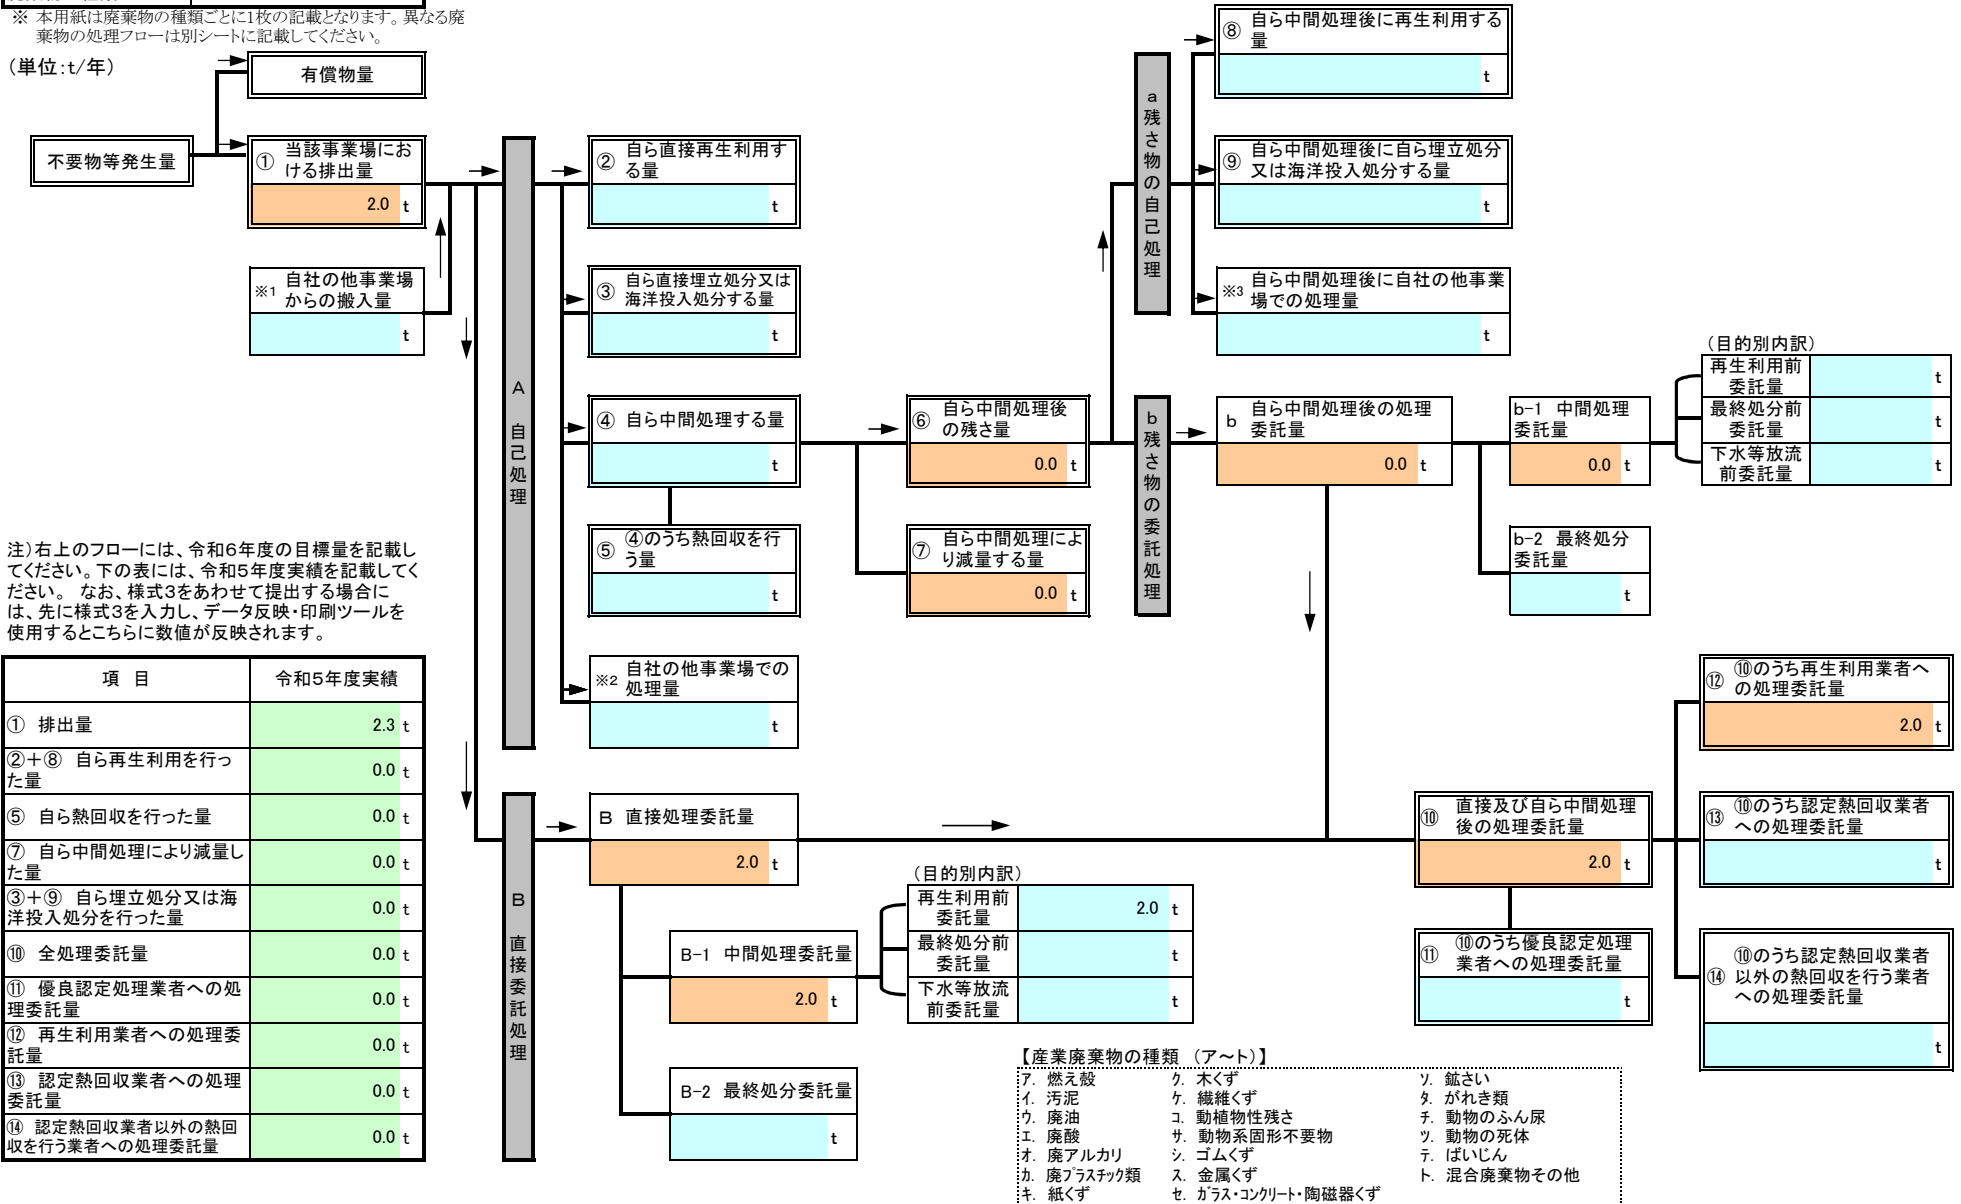 ※ 本用紙は廃棄物の種類ごとに1枚の記載となります。異なる廃
棄物の処理フローは別シートに記載してください。
（単位：t/年）
有償物量
不要物等発生量
① 当該事業場にお
ける排出量
2.0 t
※1 自社の他事業場
からの搬入量
t
A 自己処理
② 自ら直接再生利用す
る量
t
③ 自ら直接埋立処分又は
海洋投入処分する量
t
④ 自ら中間処理する量
t
⑤ ④のうち熱回収を行
う量
t
※2 自社の他事業場での
処理量
t
⑥ 自ら中間処理後
の残さ量
0.0 t
⑦ 自ら中間処理によ
り減量する量
0.0 t
a残さ物の自己処理
⑧ 自ら中間処理後に再生利用する
量
t
⑨ 自ら中間処理後に自ら埋立処分
又は海洋投入処分する量
t
※3 自ら中間処理後に自社の他事業
場での処理量
t
b残さ物の委託処理
b 自ら中間処理後の処理
委託量
0.0 t
b-1 中間処理
委託量
0.0 t
（目的別内訳）
再生利用前
委託量
t
最終処分前
委託量
t
下水等放流
前委託量
t
b-2 最終処分
委託量
t
注）右上のフローには、令和６年度の目標量を記載し
てください。下の表には、令和５年度実績を記載してく
ださい。 なお、様式３をあわせて提出する場合に
は、先に様式３を入力し、データ反映・印刷ツールを
使用するとこちらに数値が反映されます。
項 目 令和５年度実績
① 排出量 2.3 t
②＋⑧ 自ら再生利用を行っ
た量 0.0 t
⑤ 自ら熱回収を行った量 0.0 t
⑦ 自ら中間処理により減量し
た量 0.0 t
③＋⑨ 自ら埋立処分又は海
洋投入処分を行った量 0.0 t
⑩ 全処理委託量 0.0 t
⑪ 優良認定処理業者への処
理委託量 0.0 t
⑫ 再生利用業者への処理委
託量 0.0 t
⑬ 認定熱回収業者への処理
委託量 0.0 t
⑭ 認定熱回収業者以外の熱回
収を行う業者への処理委託量 0.0 t
B 直接委託処理
B 直接処理委託量
2.0 t
B-1 中間処理委託量
2.0 t
B-2 最終処分委託量
t
（目的別内訳）
再生利用前
委託量
2.0 t
最終処分前
委託量
t
下水等放流
前委託量
t
⑩ 直接及び自ら中間処理
後の処理委託量
2.0 t
⑪ ⑩のうち優良認定処理
業者への処理委託量
t
⑫ ⑩のうち再生利用業者へ
の処理委託量
2.0 t
⑬ ⑩のうち認定熱回収業者
への処理委託量
t
⑭ ⑩のうち認定熱回収業者
以外の熱回収を行う業者
への処理委託量
t
【産業廃棄物の種類 （ア～ト）】
ア. 燃え殻 ク. 木くず ソ. 鉱さい
イ. 汚泥 ケ. 繊維くず タ. がれき類
ウ. 廃油 コ. 動植物性残さ チ. 動物のふん尿
エ. 廃酸 サ. 動物系固形不要物 ツ. 動物の死体
オ. 廃アルカリ シ. ゴムくず テ. ばいじん
カ. 廃プラスチック類 ス. 金属くず ト. 混合廃棄物その他
キ. 紙くず セ. ガラス・コンクリート・陶磁器くず